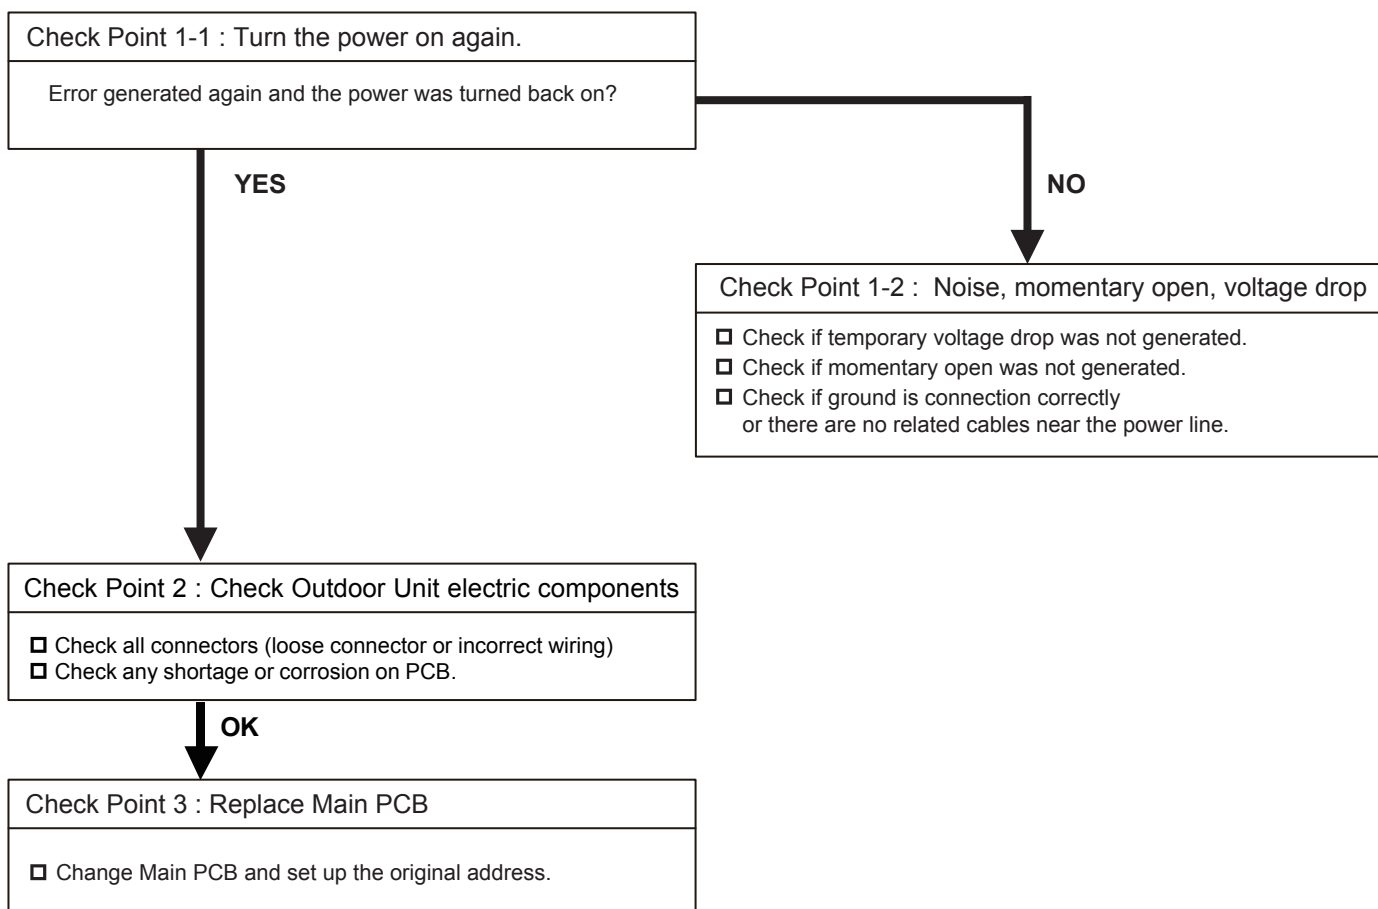 Check Point 1-1 : Turn the power on again.
Error generated again and the power was turned back on?
YES
NO
Check Point 1-2 :  Noise, momentary open, voltage drop
Check if temporary voltage drop was not generated.
Check if momentary open was not generated.
Check if ground is connection correctly
or there are no related cables near the power line.
Check Point 2 : Check Outdoor Unit electric components
Check all connectors (loose connector or incorrect wiring)
Check any shortage or corrosion on PCB.
OK
Check Point 3 : Replace Main PCB
Change Main PCB and set up the original address.